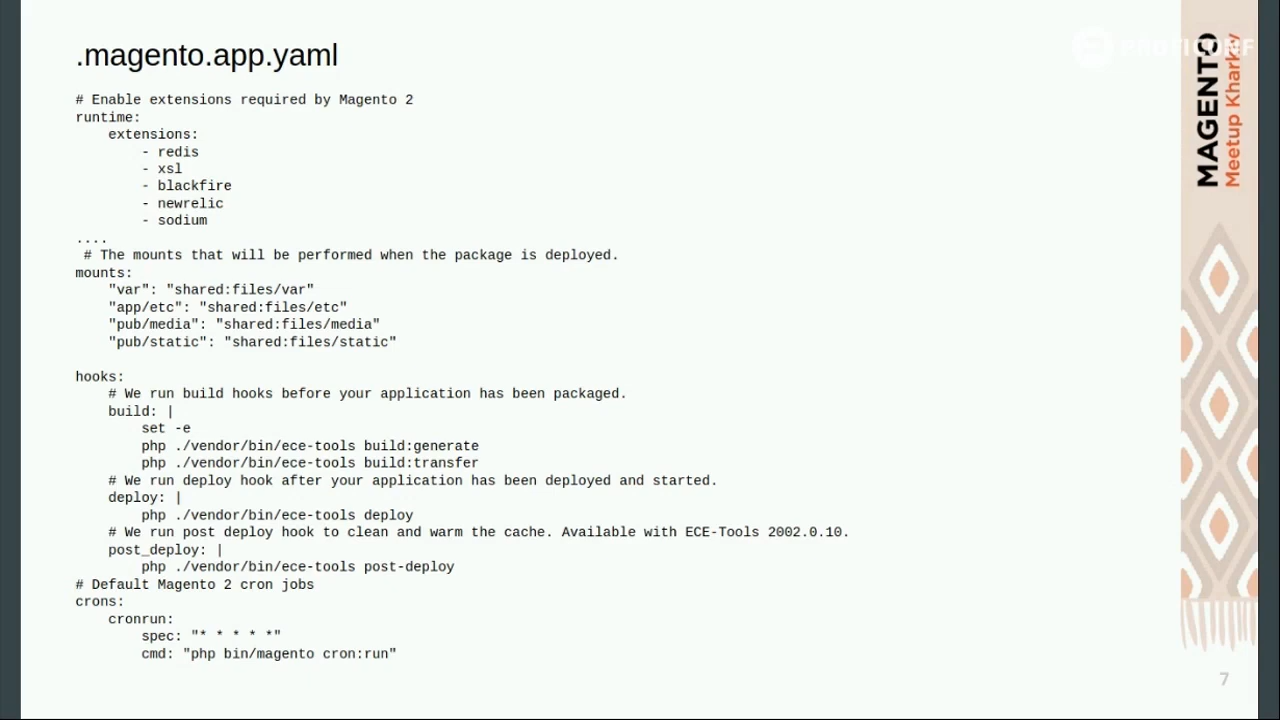 .magento.app.yaml
# Enable extensions required by Magento 2
runtime:
    extensions:
        - redis
        - xsl
        - blackfire
        - newrelic
        - sodium
....
 # The mounts that will be performed when the package is deployed.
mounts:
    "var": "shared:files/var"
    "app/etc": "shared:files/etc"
    "pub/media": "shared:files/media"
    "pub/static": "shared:files/static"
hooks:
    # We run build hooks before your application has been packaged.
    build: |
        set -e
        php ./vendor/bin/ece-tools build:generate
        php ./vendor/bin/ece-tools build:transfer
    # We run deploy hook after your application has been deployed and started.
    deploy: |
        php ./vendor/bin/ece-tools deploy
    # We run post deploy hook to clean and warm the cache. Available with ECE-Tools 2002.0.10.
    post_deploy: |
        php ./vendor/bin/ece-tools post-deploy
# Default Magento 2 cron jobs
crons:
    cronrun:
        spec: "* * * * *"
        cmd: "php bin/magento cron:run"
PROFICONF
MAGENTO
Meetup Kharkiv
7